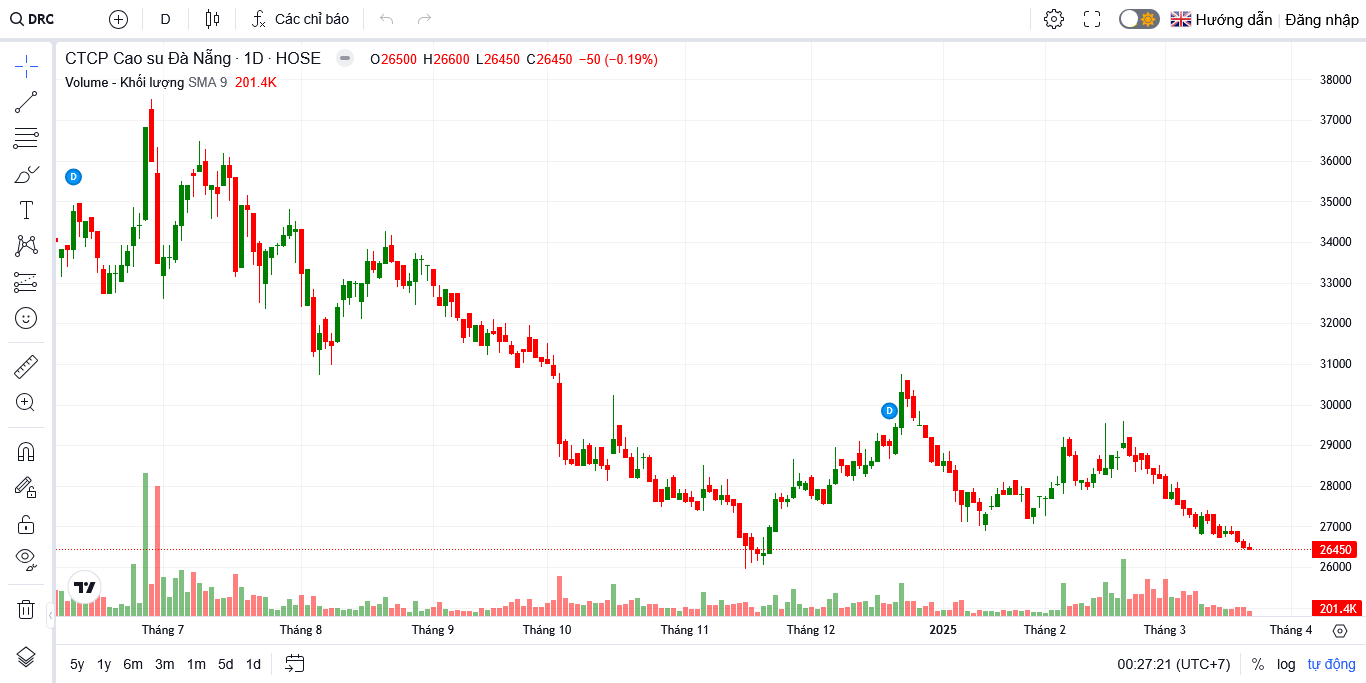 DRC D Các chỉ báo Hướng dẫn Đăng nhập
CTCP Cao su Đà Nẵng · 1D · HOSE O26500 H26600 L26450 C26450 −50 (−0.19%)
Volume - Khối lượng SMA 9 201.4K
D
D
38000
37000
36000
35000
34000
33000
32000
31000
30000
29000
28000
27000
26450
26000
201.4K
Tháng 7 Tháng 8 Tháng 9 Tháng 10 Tháng 11 Tháng 12 2025 Tháng 2 Tháng 3 Tháng 4
5y 1y 6m 3m 1m 5d 1d 00:27:21 (UTC+7) % log tự động